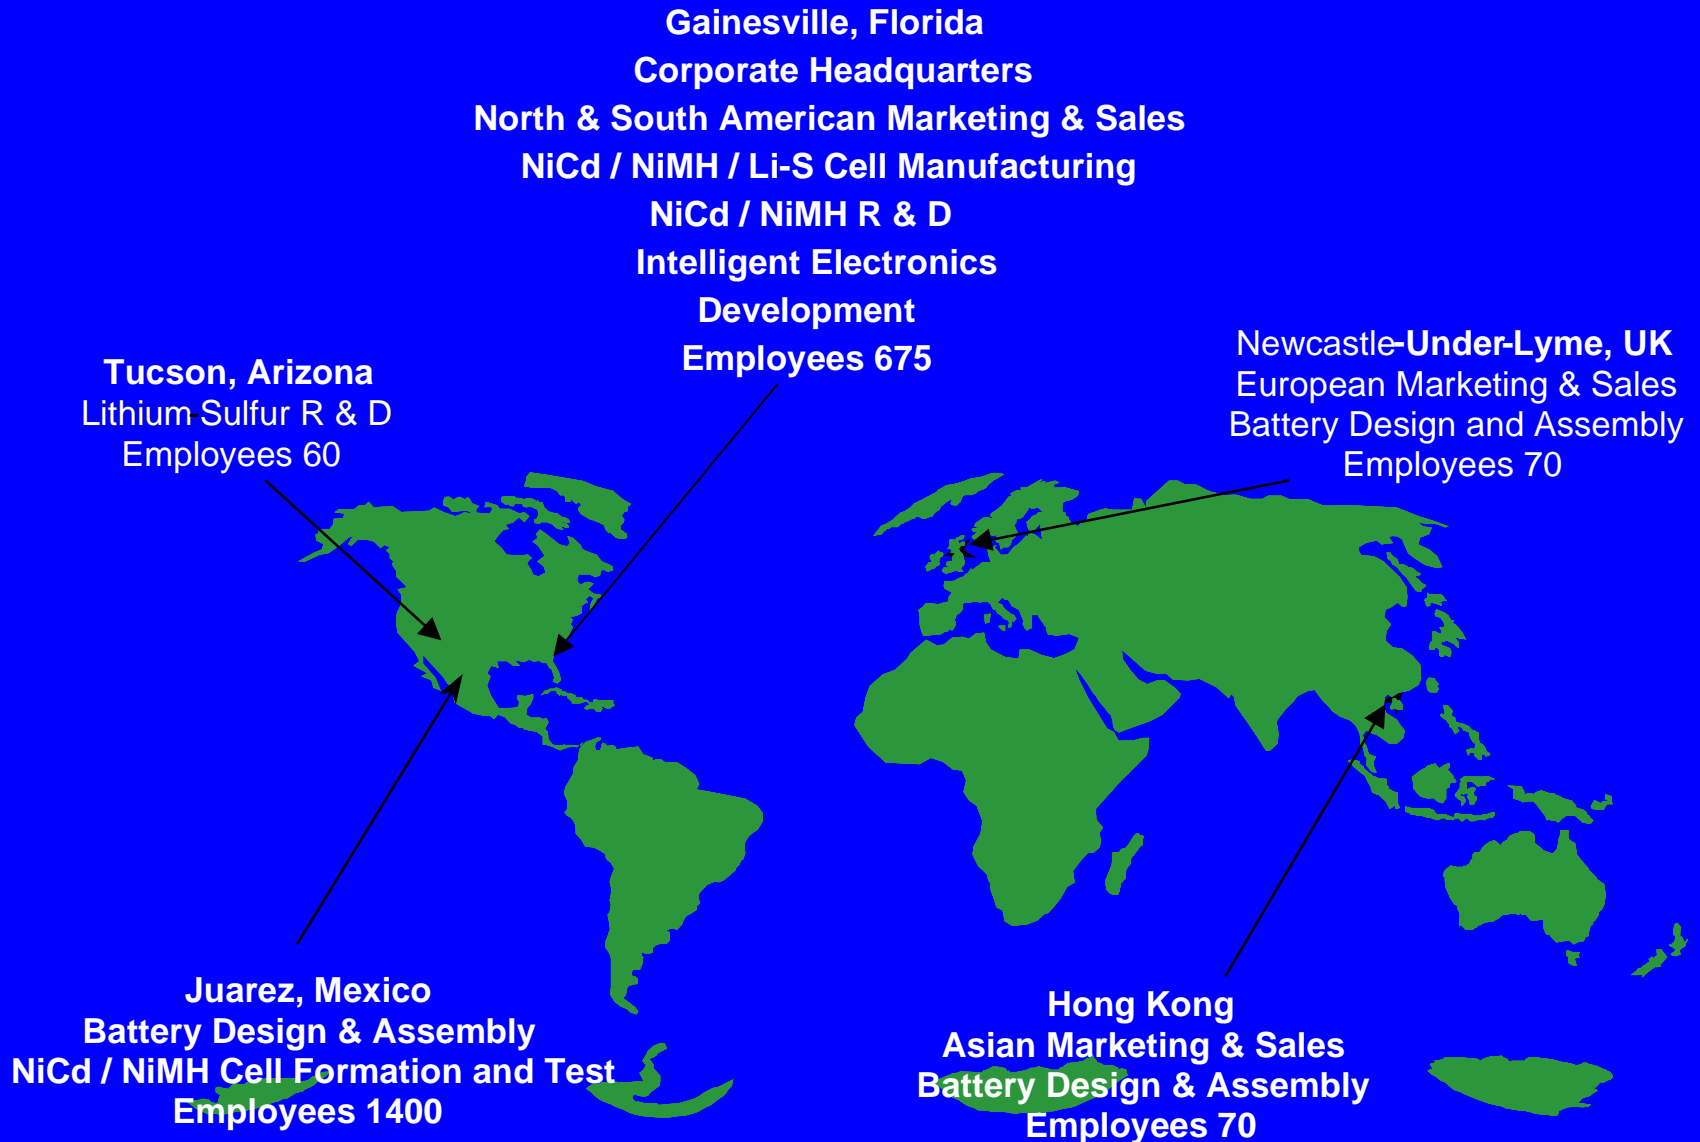 Gainesville, Florida
Corporate Headquarters
North & South American Marketing & Sales
NiCd / NiMH / Li-S Cell Manufacturing
NiCd / NiMH R & D
Intelligent Electronics
Development
Employees 675
Tucson, Arizona
Lithium-Sulfur R & D
Employees 60
Newcastle-Under-Lyme, UK
European Marketing & Sales
Battery Design and Assembly
Employees 70
Juarez, Mexico
Battery Design & Assembly
NiCd / NiMH Cell Formation and Test
Employees 1400
Hong Kong
Asian Marketing & Sales
Battery Design & Assembly
Employees 70